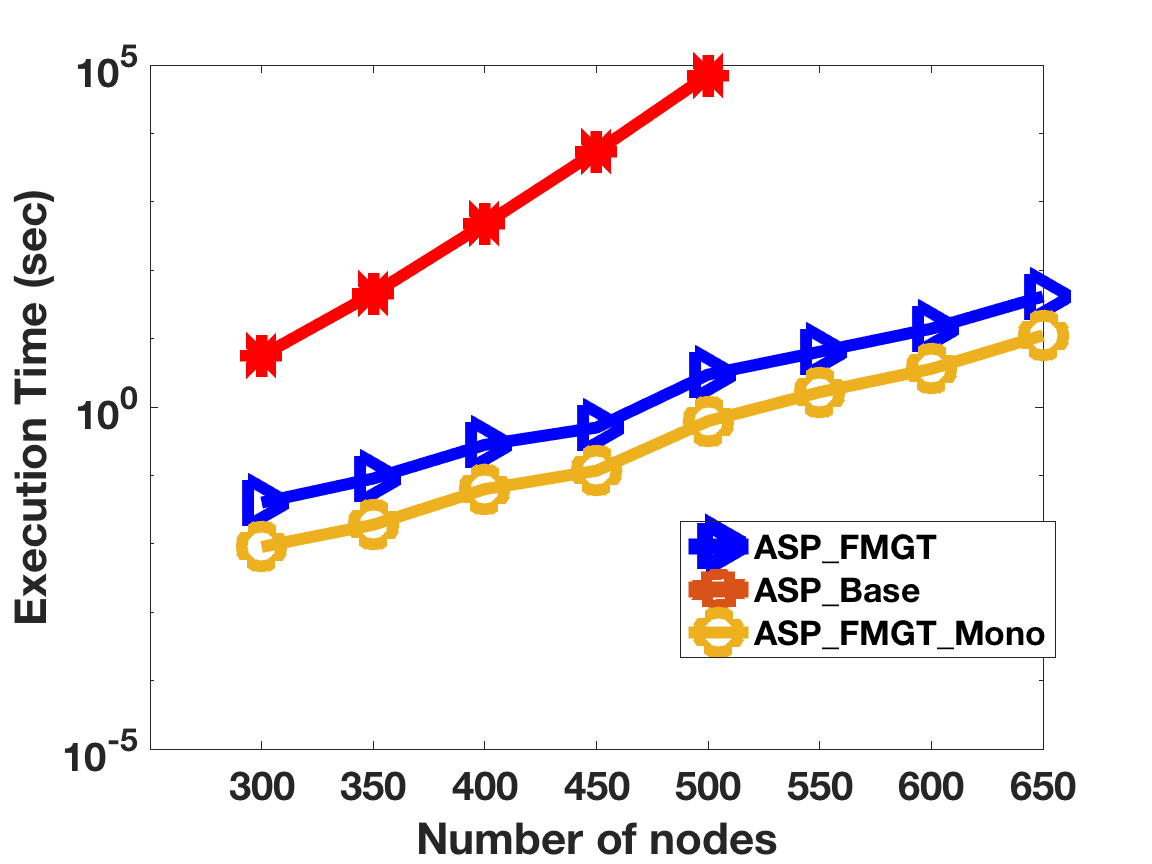 10^5
10^0
10^-5
Execution Time (sec)
300 350 400 450 500 550 600 650
Number of nodes
ASP_FMGT
ASP_Base
ASP_FMGT_Mono